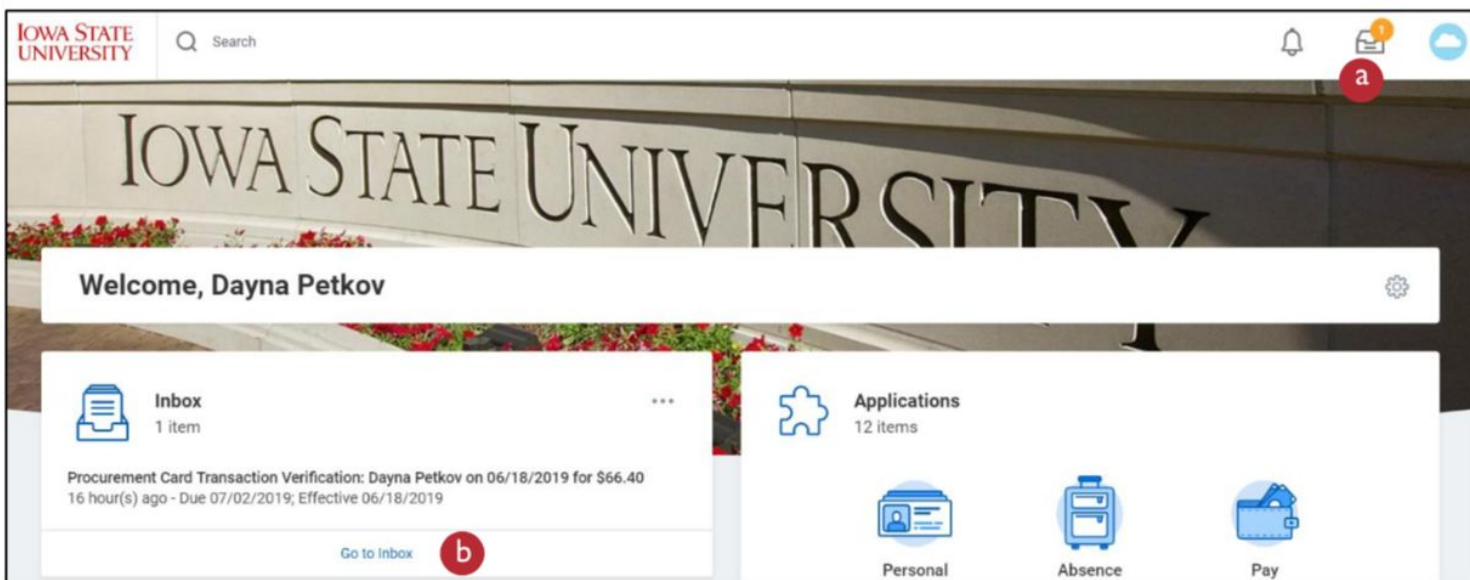 IOWA STATE
UNIVERSITY
Search
1
a
IOWA STATE UNIVERSITY
Welcome, Dayna Petkov
Inbox
1 item
Procurement Card Transaction Verification: Dayna Petkov on 06/18/2019 for $66.40
16 hour(s) ago - Due 07/02/2019; Effective 06/18/2019
Go to Inbox
b
Applications
12 items
Personal
Absence
Pay